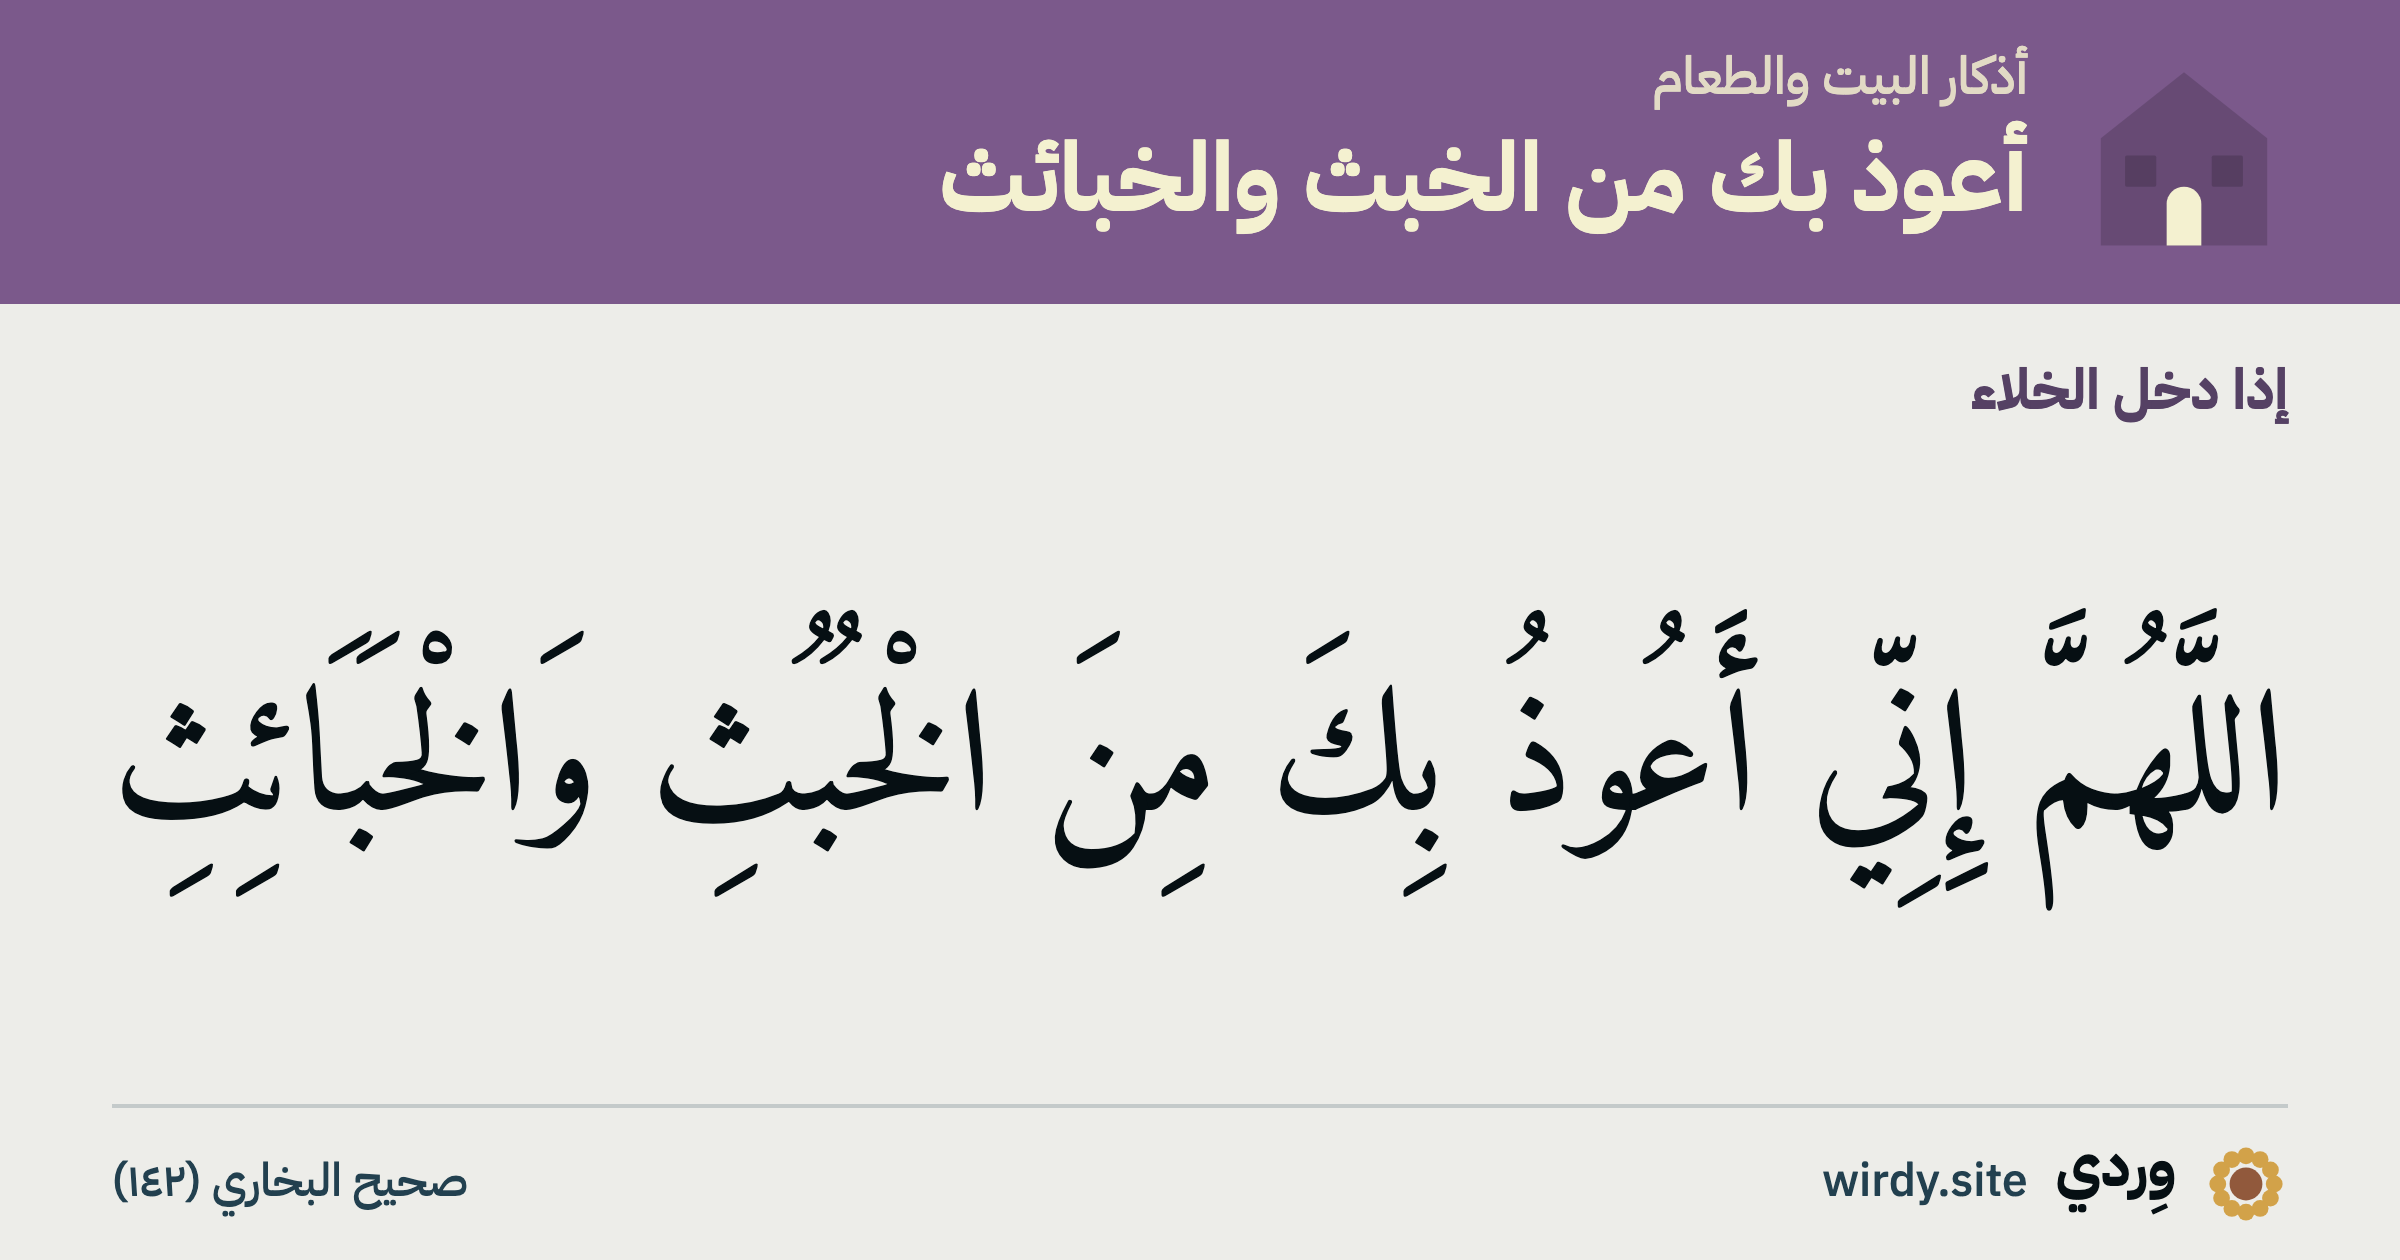 أذكار البيت والطعام
أعوذ بك من الخبث والخبائث
إذا دخل الخلاء
اللَّهُمَّ إِنِّي أَعُوذُ بِكَ مِنَ الْخُبُثِ وَالْخَبَائِثِ
وِردي wirdy.site
صحيح البخاري (١٤٢)